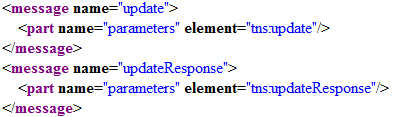 <message name="update">
<part name="parameters" element="tns:update"/>
</message>
<message name="updateResponse">
<part name="parameters" element="tns:updateResponse"/>
</message>